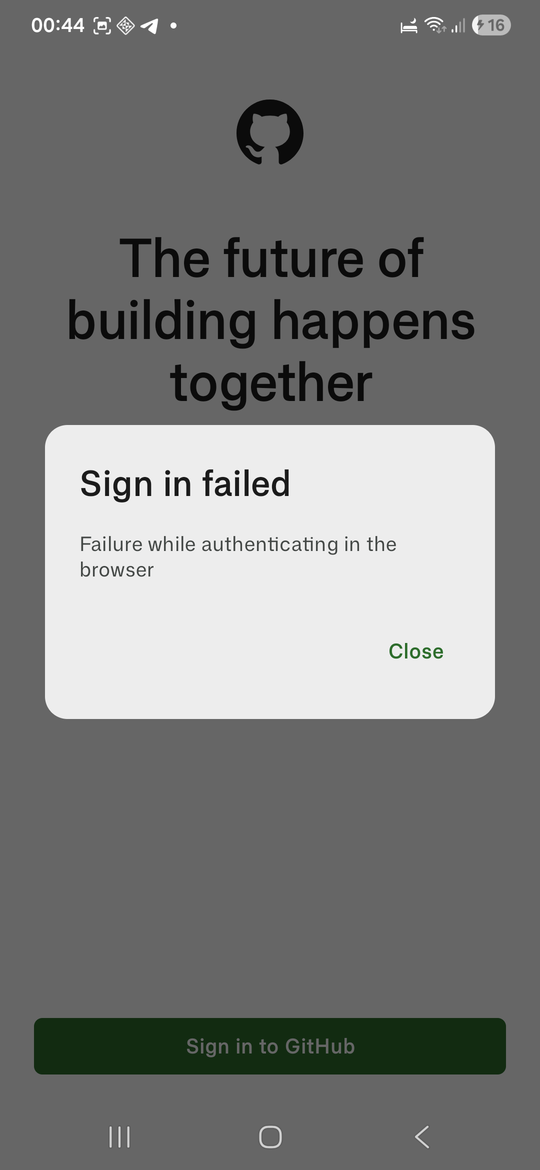 00:44
16
The future of
building happens
together
Sign in failed
Failure while authenticating in the
browser
Close
Sign in to GitHub